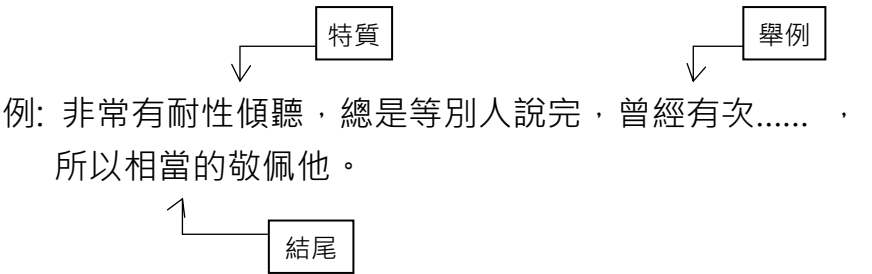 特質 舉例
例: 非常有耐性傾聽，總是等別人說完，曾經有次...... ，
所以相當的敬佩他。
結尾